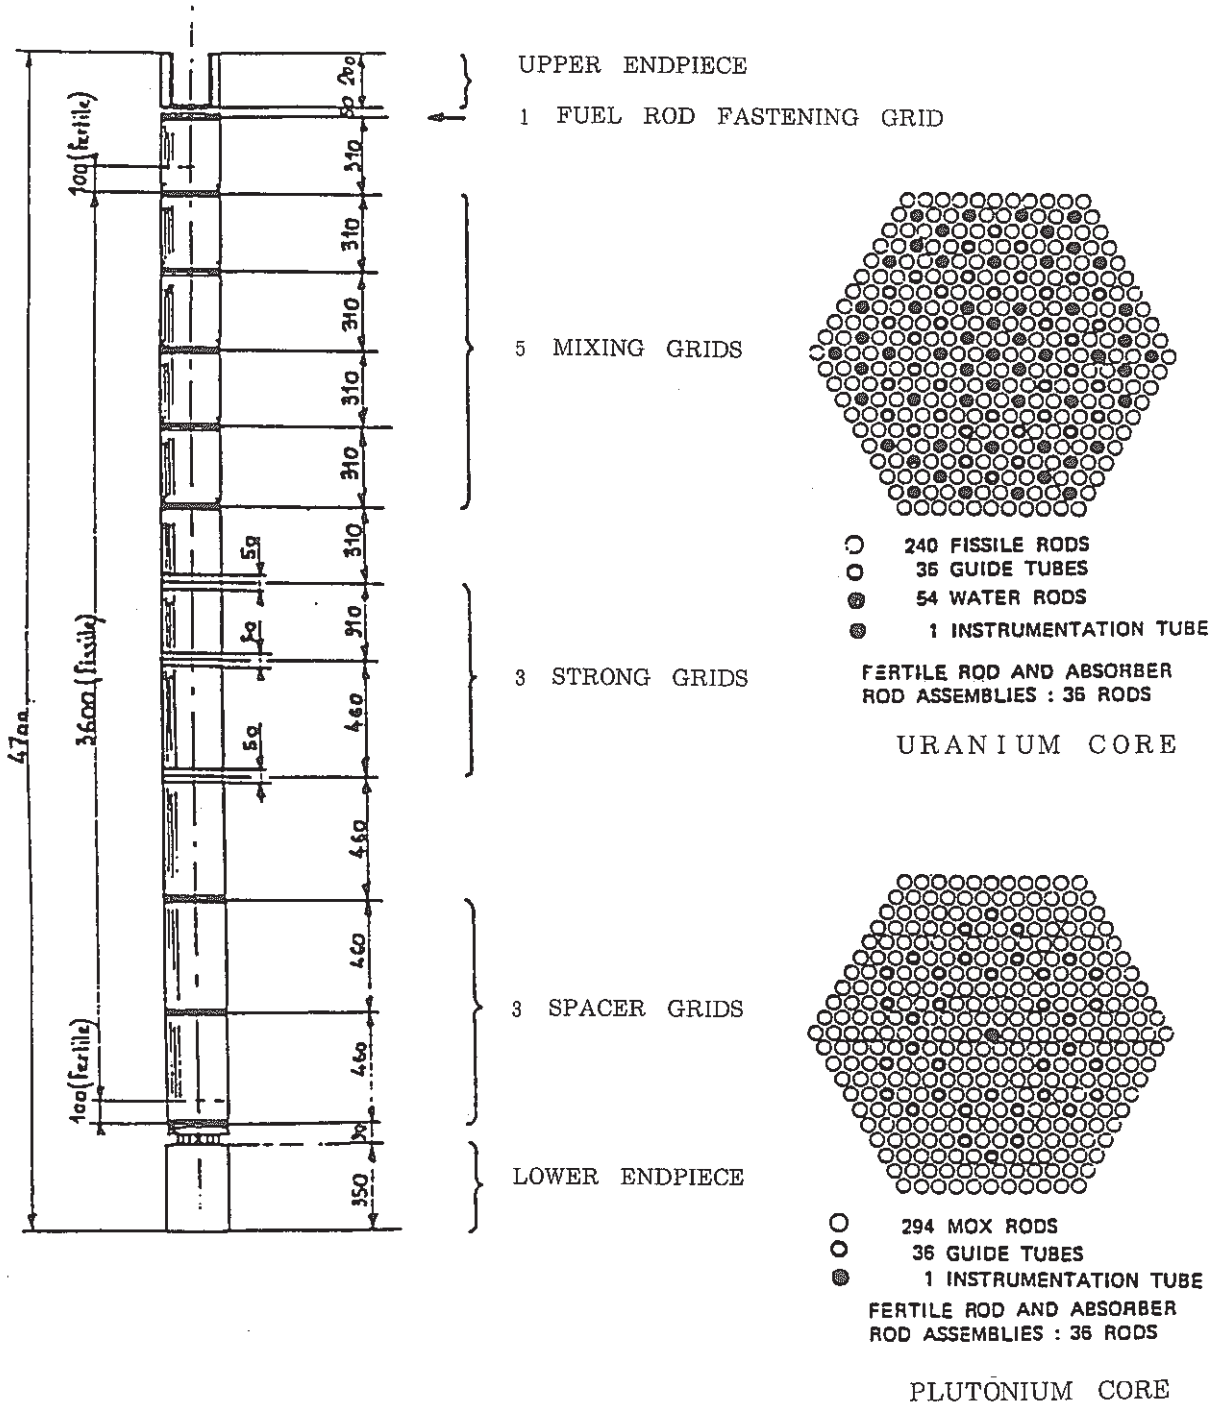 UPPER ENDPIECE
1 FUEL ROD FASTENING GRID
5 MIXING GRIDS
3 STRONG GRIDS
3 SPACER GRIDS
LOWER ENDPIECE
4700
100 (fertile)
3600 (fissile)
100 (fertile)
200
50
310
310
310
310
310
310
910
460
460
460
460
350
50
50
50
240 FISSILE RODS
36 GUIDE TUBES
54 WATER RODS
1 INSTRUMENTATION TUBE
FERTILE ROD AND ABSORBER
ROD ASSEMBLIES : 36 RODS
URANIUM CORE
294 MOX RODS
36 GUIDE TUBES
1 INSTRUMENTATION TUBE
FERTILE ROD AND ABSORBER
ROD ASSEMBLIES : 36 RODS
PLUTONIUM CORE